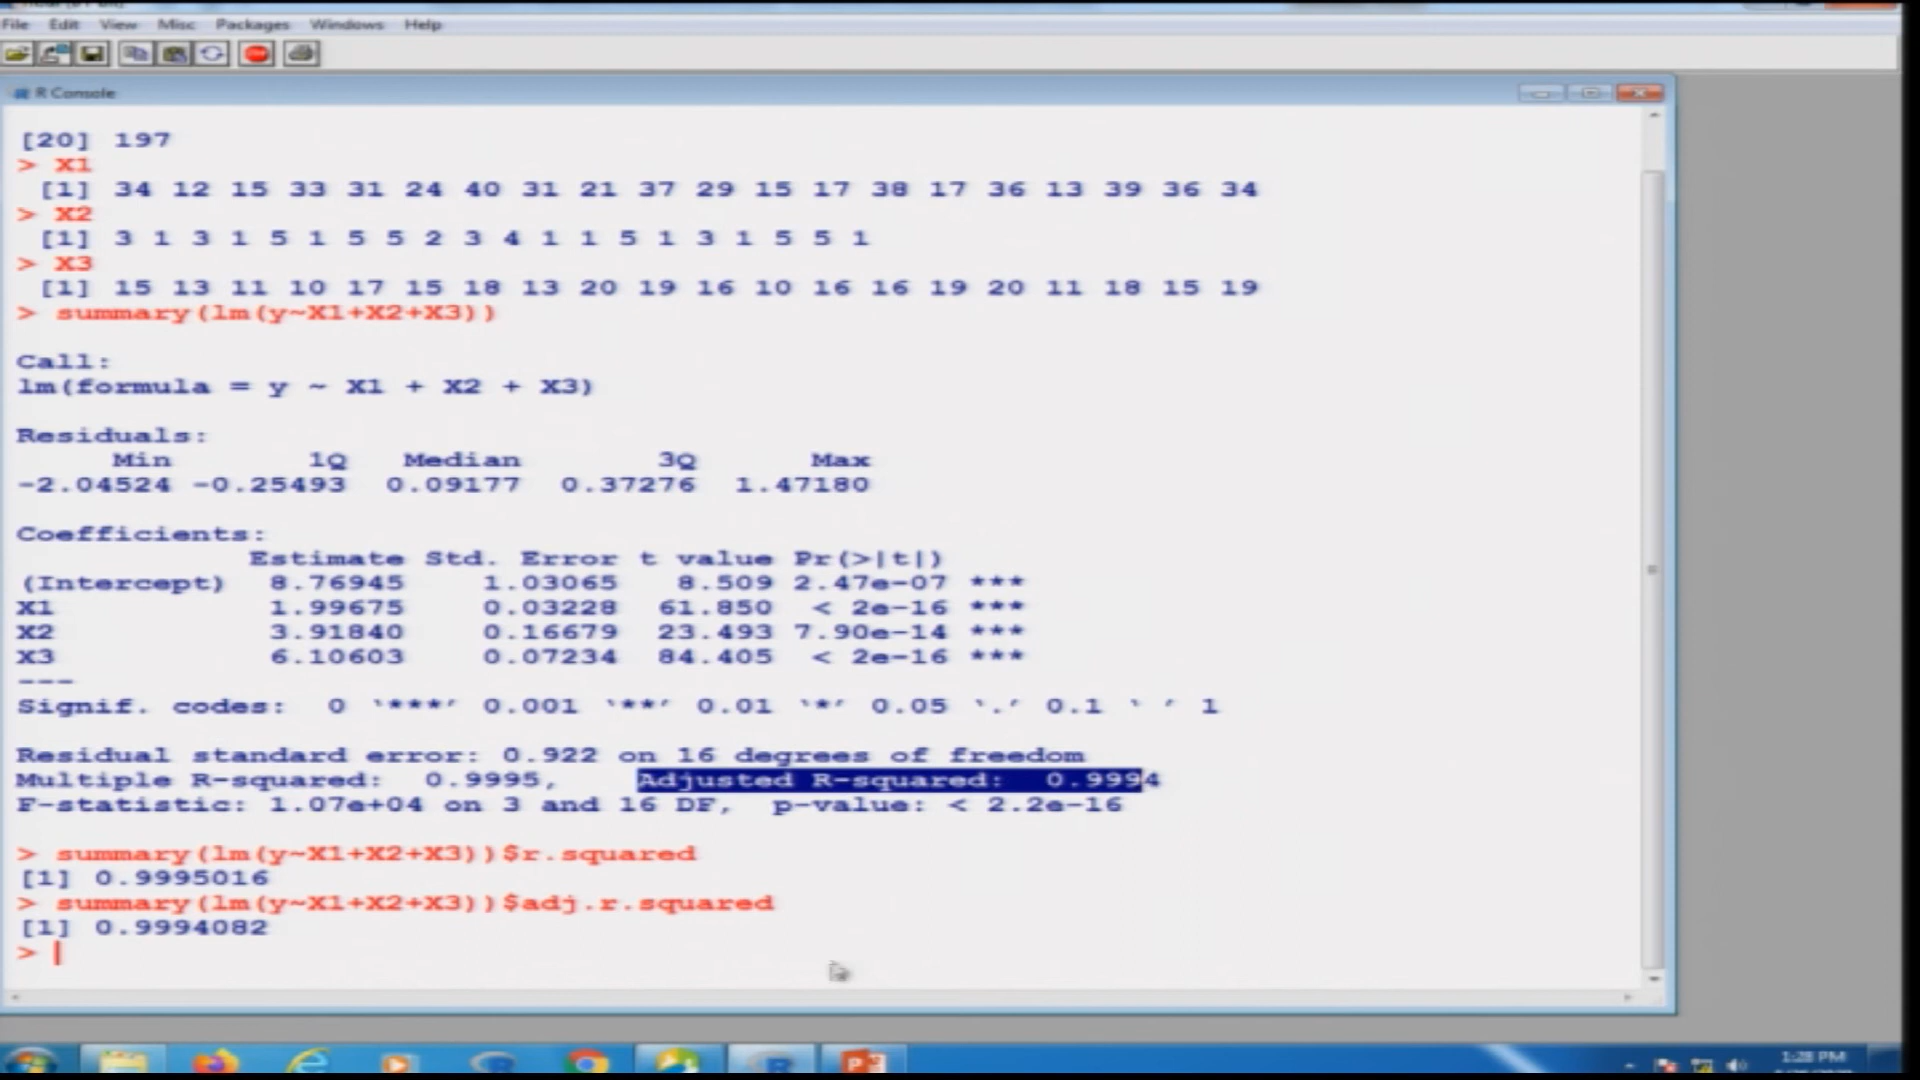 File Edit View Misc Packages Windows Help
R Console
[20] 197
> X1
[1] 34 12 15 33 31 24 40 31 21 37 29 15 17 38 17 36 13 39 36 34
> X2
[1] 3 1 3 1 5 1 5 5 2 3 4 1 1 5 1 3 1 5 5 1
> X3
[1] 15 13 11 10 17 15 18 13 20 19 16 10 16 16 19 20 11 18 15 19
> summary(lm(y~X1+X2+X3))
Call:
lm(formula = y ~ X1 + X2 + X3)
Residuals:
Min 1Q Median 3Q Max
-2.04524 -0.25493 0.09177 0.37276 1.47180
Coefficients:
Estimate Std. Error t value Pr(>|t|)
(Intercept) 8.76945 1.03065 8.509 2.47e-07 ***
X1 1.99675 0.03228 61.850 < 2e-16 ***
X2 3.91840 0.16679 23.493 7.90e-14 ***
X3 6.10603 0.07234 84.405 < 2e-16 ***
---
Signif. codes: 0 ‘***’ 0.001 ‘**’ 0.01 ‘*’ 0.05 ‘.’ 0.1 ‘ ’ 1
Residual standard error: 0.922 on 16 degrees of freedom
Multiple R-squared: 0.9995, Adjusted R-squared: 0.9994
F-statistic: 1.07e+04 on 3 and 16 DF, p-value: < 2.2e-16
> summary(lm(y~X1+X2+X3))$r.squared
[1] 0.9995016
> summary(lm(y~X1+X2+X3))$adj.r.squared
[1] 0.9994082
>
1:28 PM